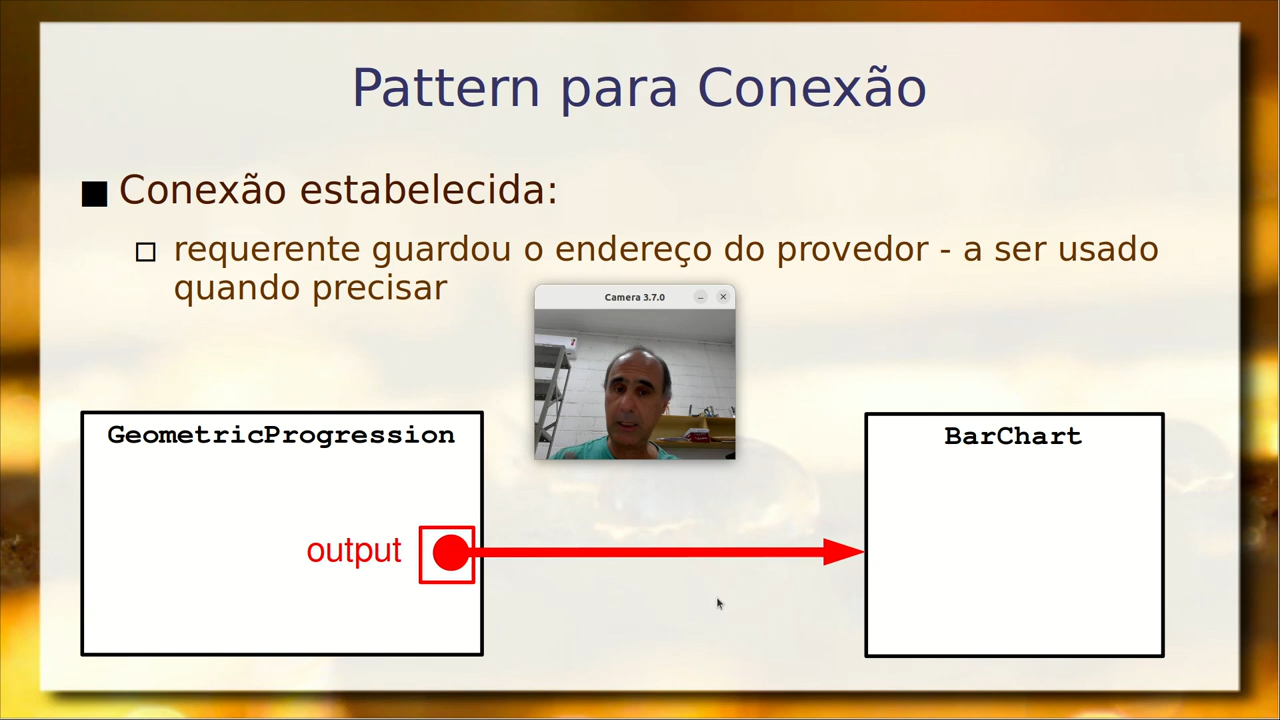 Pattern para Conexão
Conexão estabelecida:
requerente guardou o endereço do provedor - a ser usado
quando precisar
Camera 3.7.0
GeometricProgression
BarChart
output